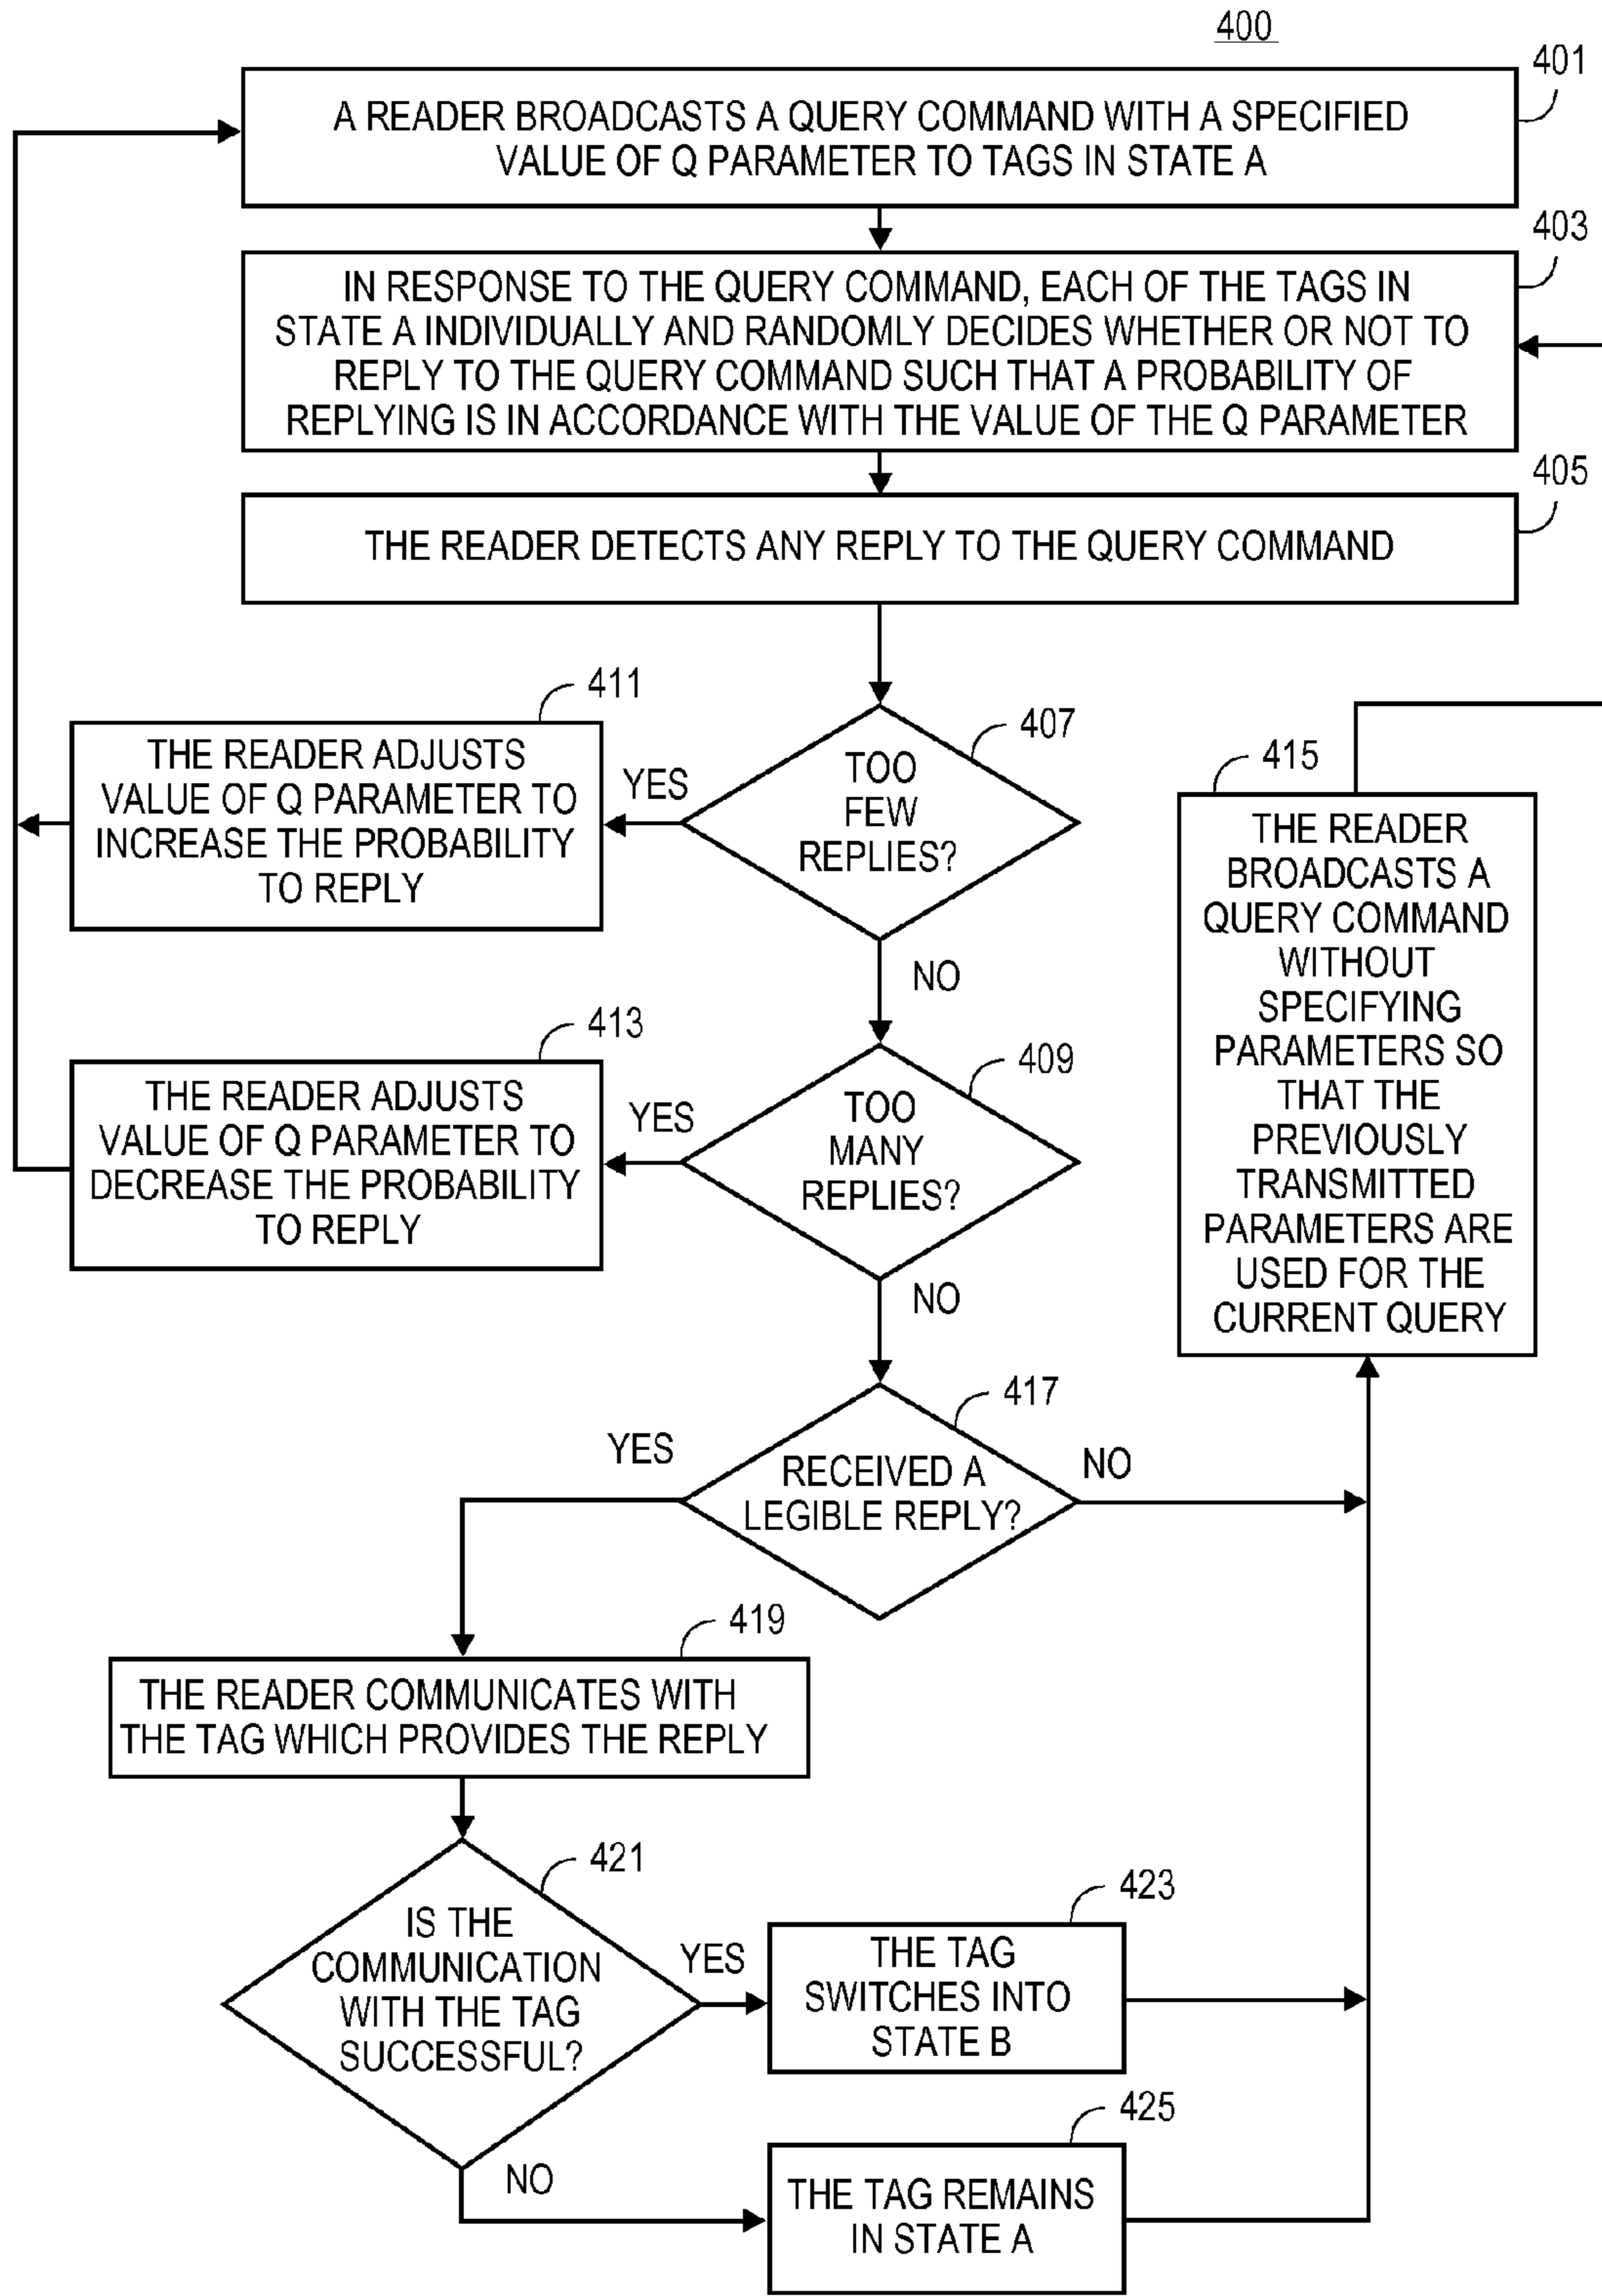 400
401
A READER BROADCASTS A QUERY COMMAND WITH A SPECIFIED
VALUE OF Q PARAMETER TO TAGS IN STATE A
403
IN RESPONSE TO THE QUERY COMMAND, EACH OF THE TAGS IN
STATE A INDIVIDUALLY AND RANDOMLY DECIDES WHETHER OR NOT TO
REPLY TO THE QUERY COMMAND SUCH THAT A PROBABILITY OF
REPLYING IS IN ACCORDANCE WITH THE VALUE OF THE Q PARAMETER
405
THE READER DETECTS ANY REPLY TO THE QUERY COMMAND
407
TOO
FEW
REPLIES?
YES
NO
411
THE READER ADJUSTS
VALUE OF Q PARAMETER TO
INCREASE THE PROBABILITY
TO REPLY
409
TOO
MANY
REPLIES?
YES
NO
413
THE READER ADJUSTS
VALUE OF Q PARAMETER TO
DECREASE THE PROBABILITY
TO REPLY
415
THE READER
BROADCASTS A
QUERY COMMAND
WITHOUT
SPECIFYING
PARAMETERS SO
THAT THE
PREVIOUSLY
TRANSMITTED
PARAMETERS ARE
USED FOR THE
CURRENT QUERY
417
RECEIVED A
LEGIBLE REPLY?
YES
NO
419
THE READER COMMUNICATES WITH
THE TAG WHICH PROVIDES THE REPLY
421
IS THE
COMMUNICATION
WITH THE TAG
SUCCESSFUL?
YES
NO
423
THE TAG
SWITCHES INTO
STATE B
425
THE TAG REMAINS
IN STATE A